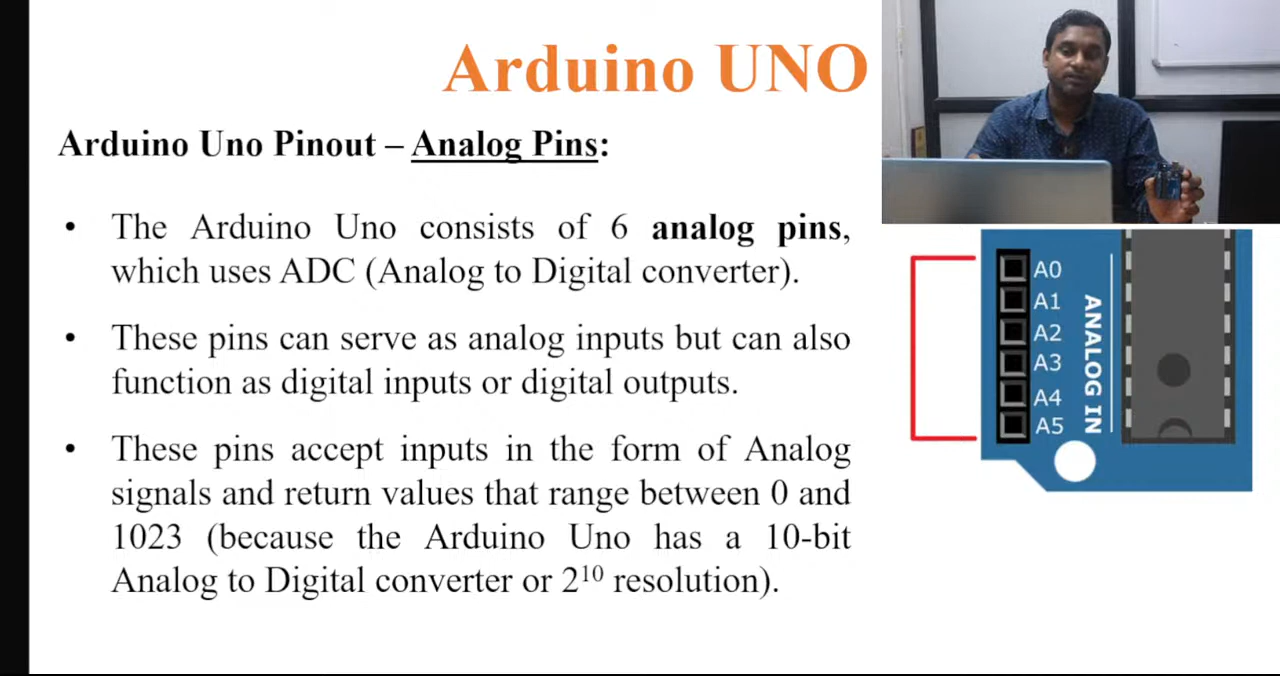 Arduino UNO
Arduino Uno Pinout – Analog Pins:
• The Arduino Uno consists of 6 analog pins,
which uses ADC (Analog to Digital converter).
• These pins can serve as analog inputs but can also
function as digital inputs or digital outputs.
• These pins accept inputs in the form of Analog
signals and return values that range between 0 and
1023 (because the Arduino Uno has a 10-bit
Analog to Digital converter or 2¹⁰ resolution).
A0
A1
A2
A3
A4
A5
ANALOG IN